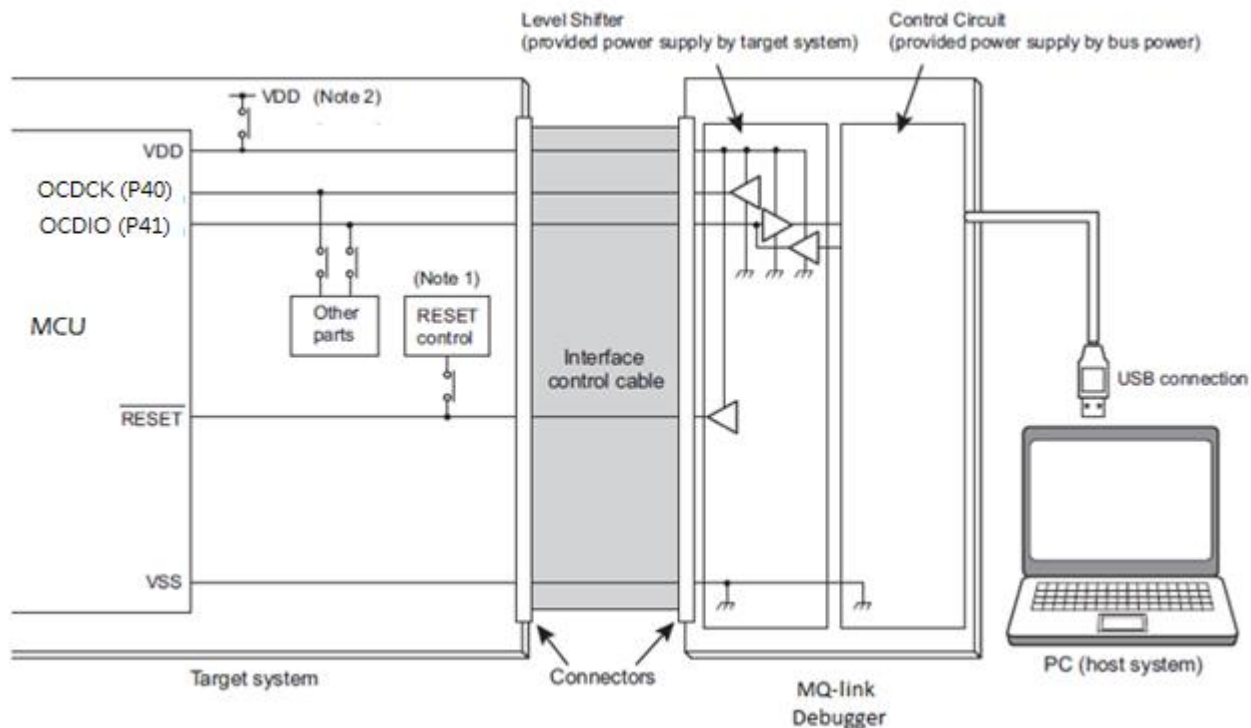 Level Shifter
(provided power supply by target system)
Control Circuit
(provided power supply by bus power)
VDD (Note 2)
VDD
OCDCK (P40)
OCDIO (P41)
(Note 1)
Other
parts
RESET
control
MCU
Interface
control cable
USB connection
RESET
VSS
Target system
Connectors
MQ-link
Debugger
PC (host system)